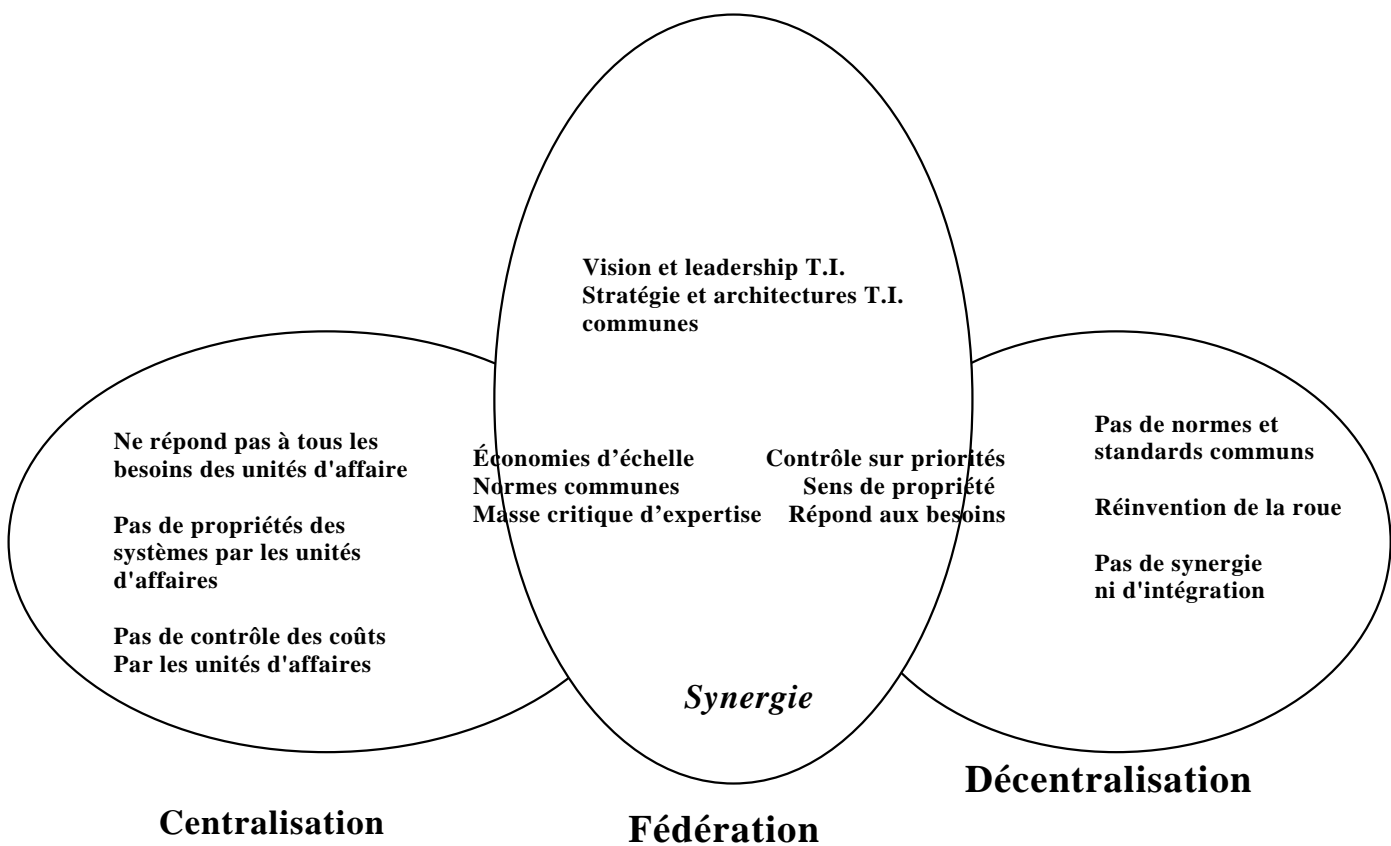 Vision et leadership T.I.
Stratégie et architectures T.I.
communes
Ne répond pas à tous les
besoins des unités d'affaire
Pas de propriétés des
systèmes par les unités
d'affaires
Pas de contrôle des coûts
Par les unités d'affaires
Économies d’échelle
Normes communes
Masse critique d’expertise
Contrôle sur priorités
Sens de propriété
Répond aux besoins
Pas de normes et
standards communs
Réinvention de la roue
Pas de synergie
ni d'intégration
Synergie
Centralisation
Fédération
Décentralisation